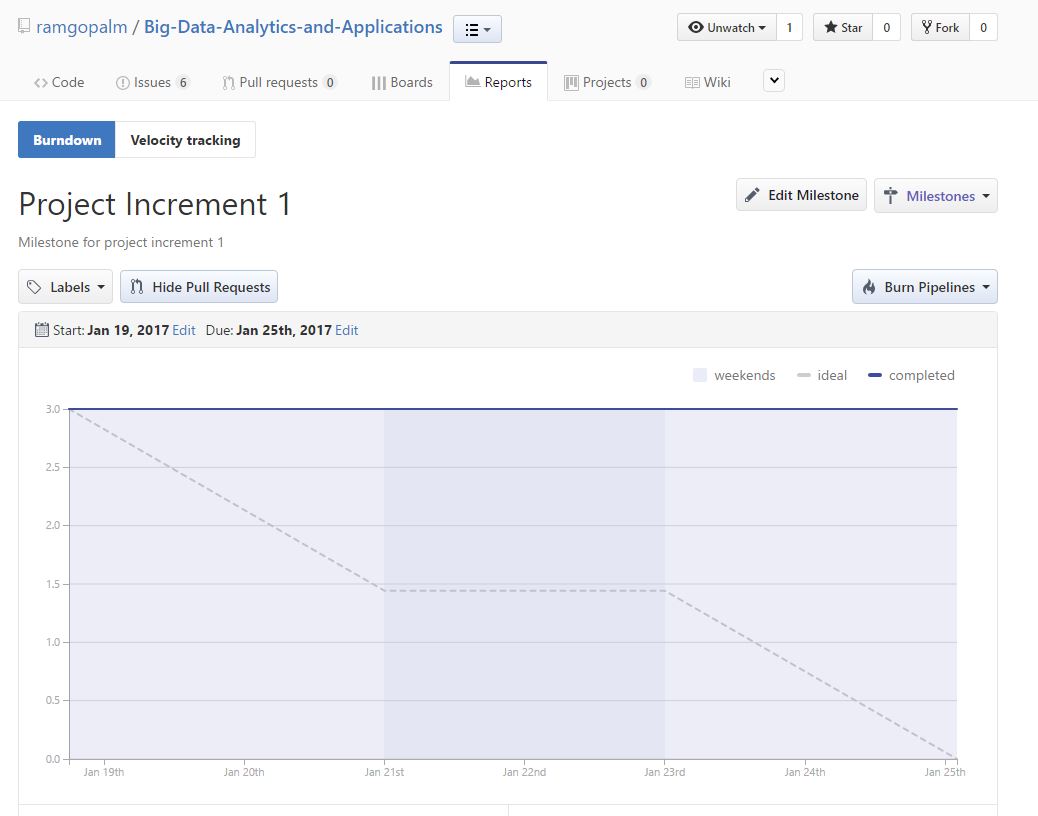 ramgopalm / Big-Data-Analytics-and-Applications Unwatch 1 Star 0 Fork 0
Code Issues 6 Pull requests 0 Boards Reports Projects 0 Wiki
Burndown Velocity tracking
Project Increment 1
Edit Milestone Milestones
Milestone for project increment 1
Labels Hide Pull Requests Burn Pipelines
Start: Jan 19, 2017 Edit Due: Jan 25th, 2017 Edit
weekends ideal completed
3.0
2.5
2.0
1.5
1.0
0.5
0.0
Jan 19th Jan 20th Jan 21st Jan 22nd Jan 23rd Jan 24th Jan 25th